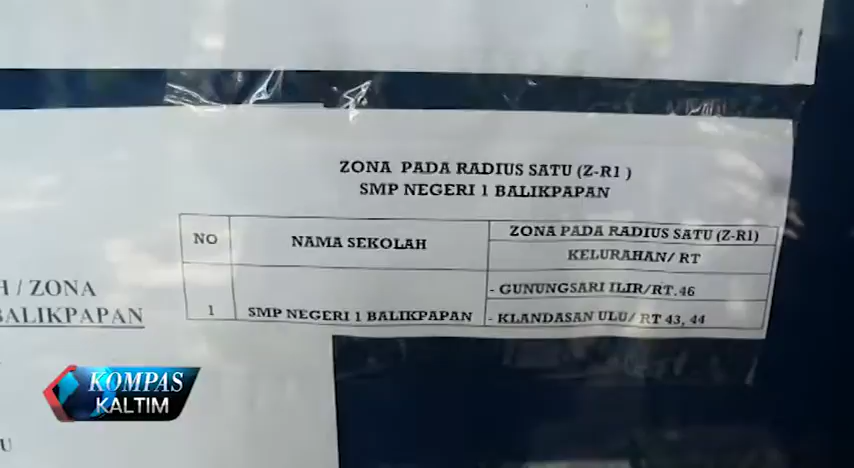 ZONA PADA RADIUS SATU (Z-R1 )
SMP NEGERI 1 BALIKPAPAN
NO
NAMA SEKOLAH
ZONA PADA RADIUS SATU (Z-R1)
KELURAHAN/ RT
1
SMP NEGERI 1 BALIKPAPAN
- GUNUNGSARI ILIR/RT.46
- KLANDASAN ULU/ RT 43, 44
H / ZONA
BALIKPAPAN
KOMPAS
KALTIM
U